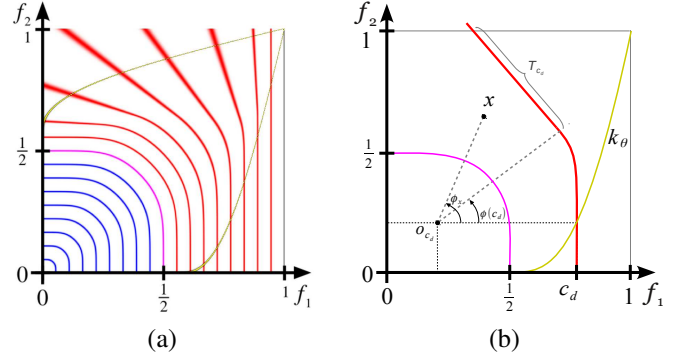 f₂
1
½
0
0
½
1
f₁
(a)
f₂
1
½
0
T_{c_d}
x
k_θ
ϕ_x
ϕ(c_d)
o_{c_d}
½
c_d
1
f₁
(b)